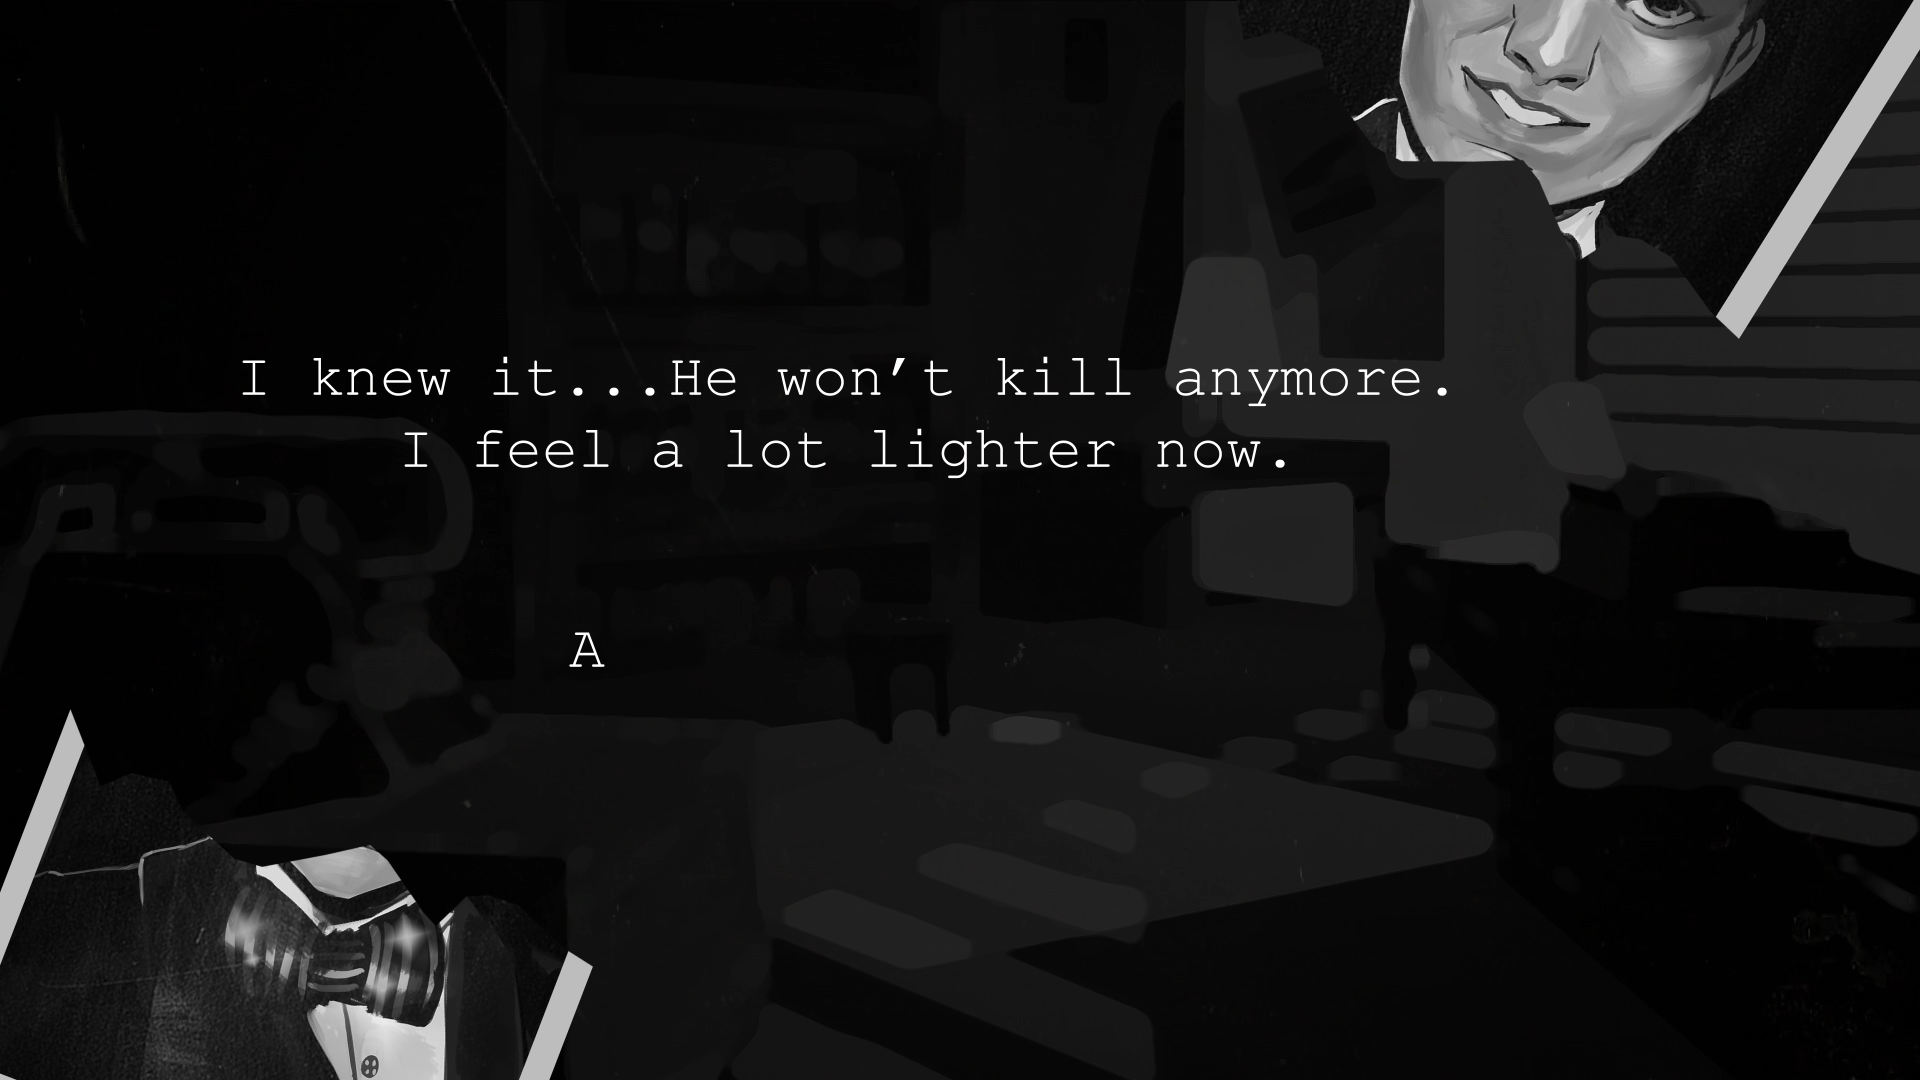 I knew it...He won’t kill anymore.
I feel a lot lighter now.
A